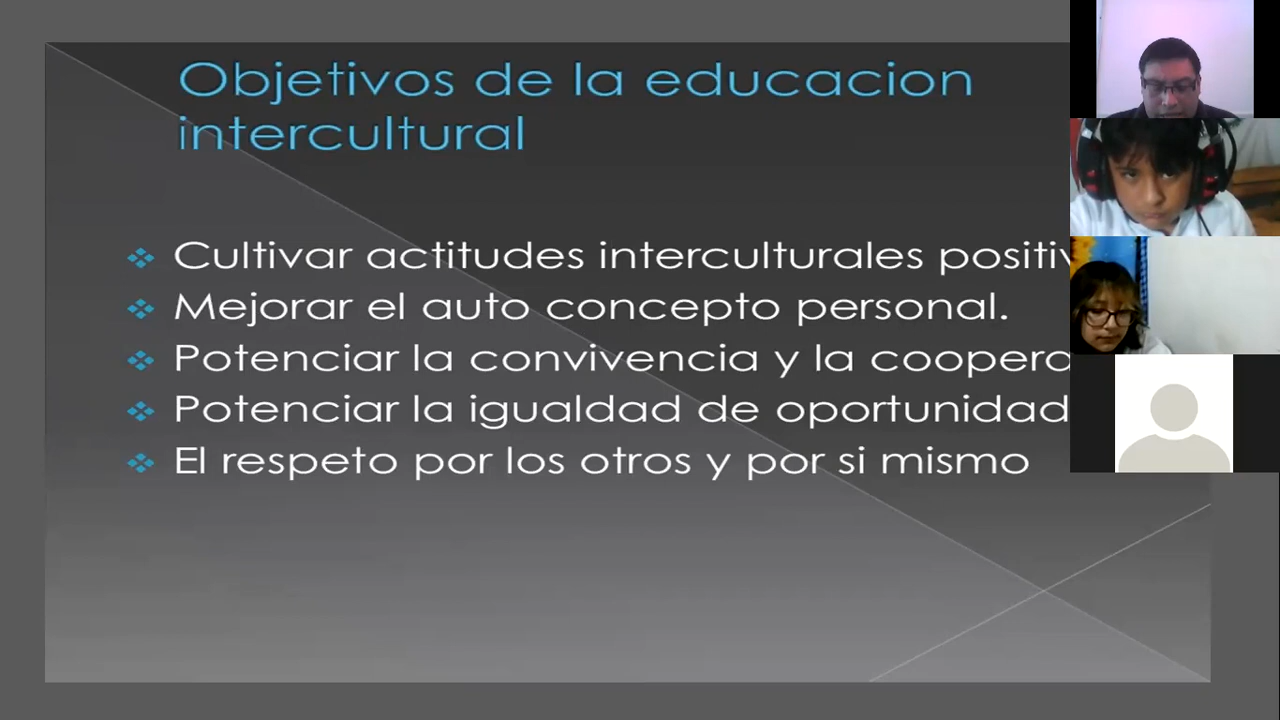 Objetivos de la educacion
intercultural
Cultivar actitudes interculturales
Mejorar el auto concepto personal.
Potenciar la convivencia y la
Potenciar la igualdad de
El respeto por los otros y por si mismo